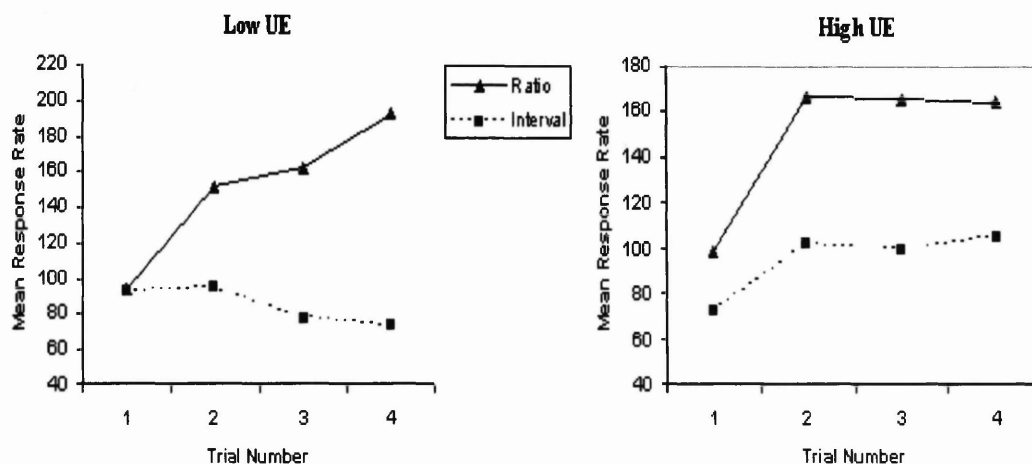 Low UE
220
200
180
160
140
120
100
80
60
40
Mean Response Rate
1 2 3 4
Trial Number
Ratio
Interval
High UE
180
160
140
120
100
80
60
40
Mean Response Rate
1 2 3 4
Trial Number